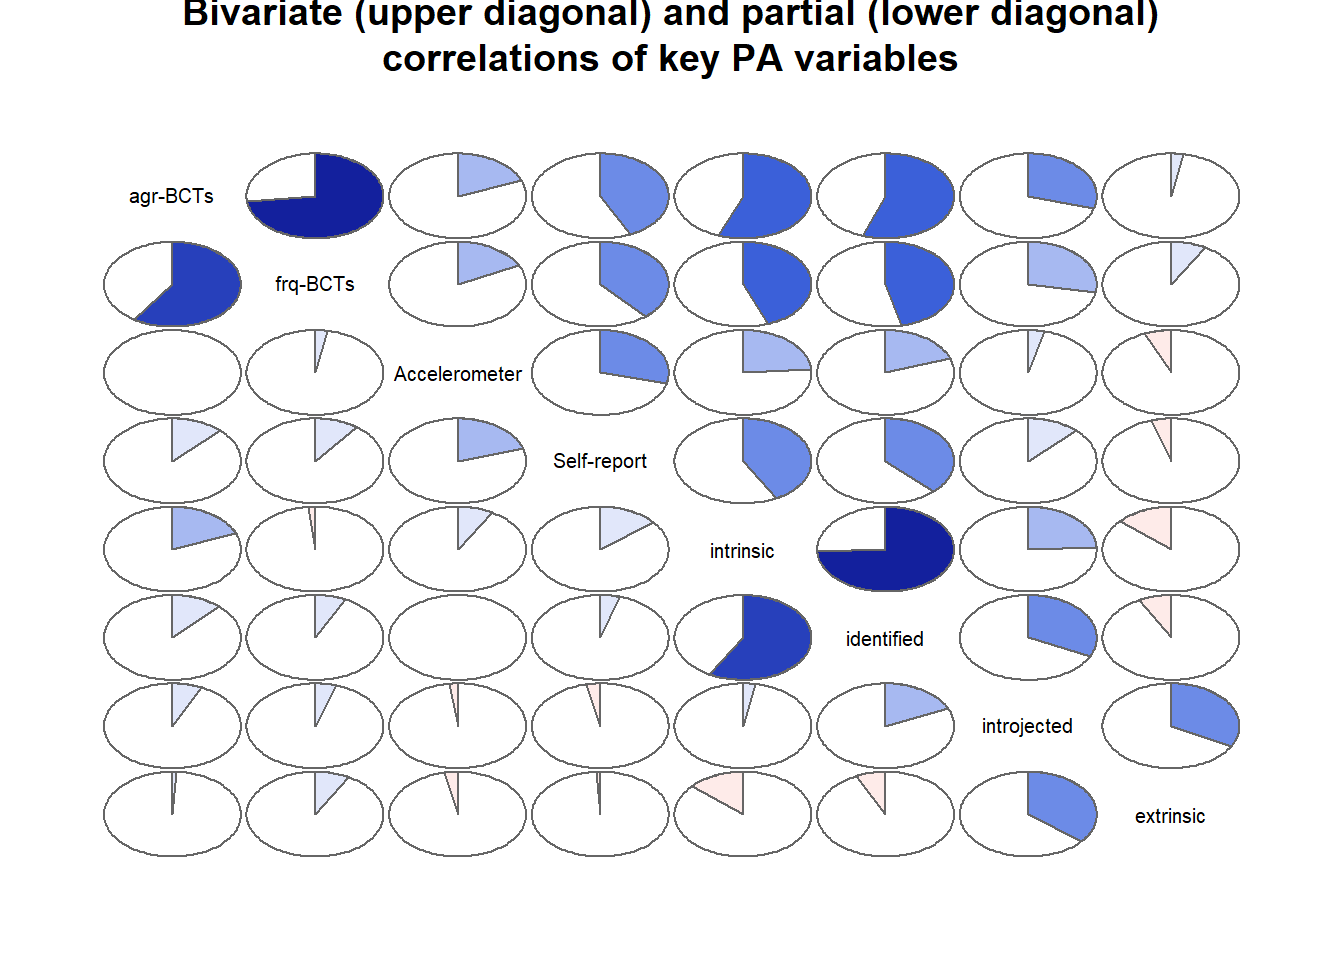 Bivariate (upper diagonal) and partial (lower diagonal)
correlations of key PA variables
agr-BCTs
frq-BCTs
Accelerometer
Self-report
intrinsic
identified
introjected
extrinsic